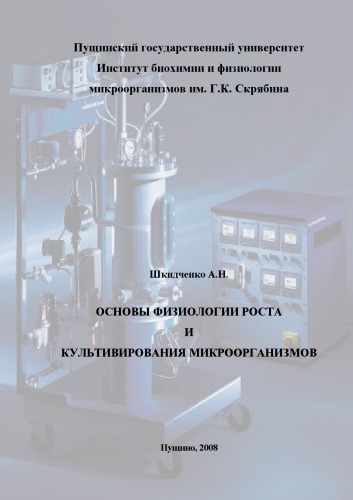 Пущинский государственный университет
Институт биохимии и физиологии
микроорганизмов им. Г.К. Скрябина
Шкидченко А.Н.
ОСНОВЫ ФИЗИОЛОГИИ РОСТА
И
КУЛЬТИВИРОВАНИЯ МИКРООРГАНИЗМОВ
Пущино, 2008